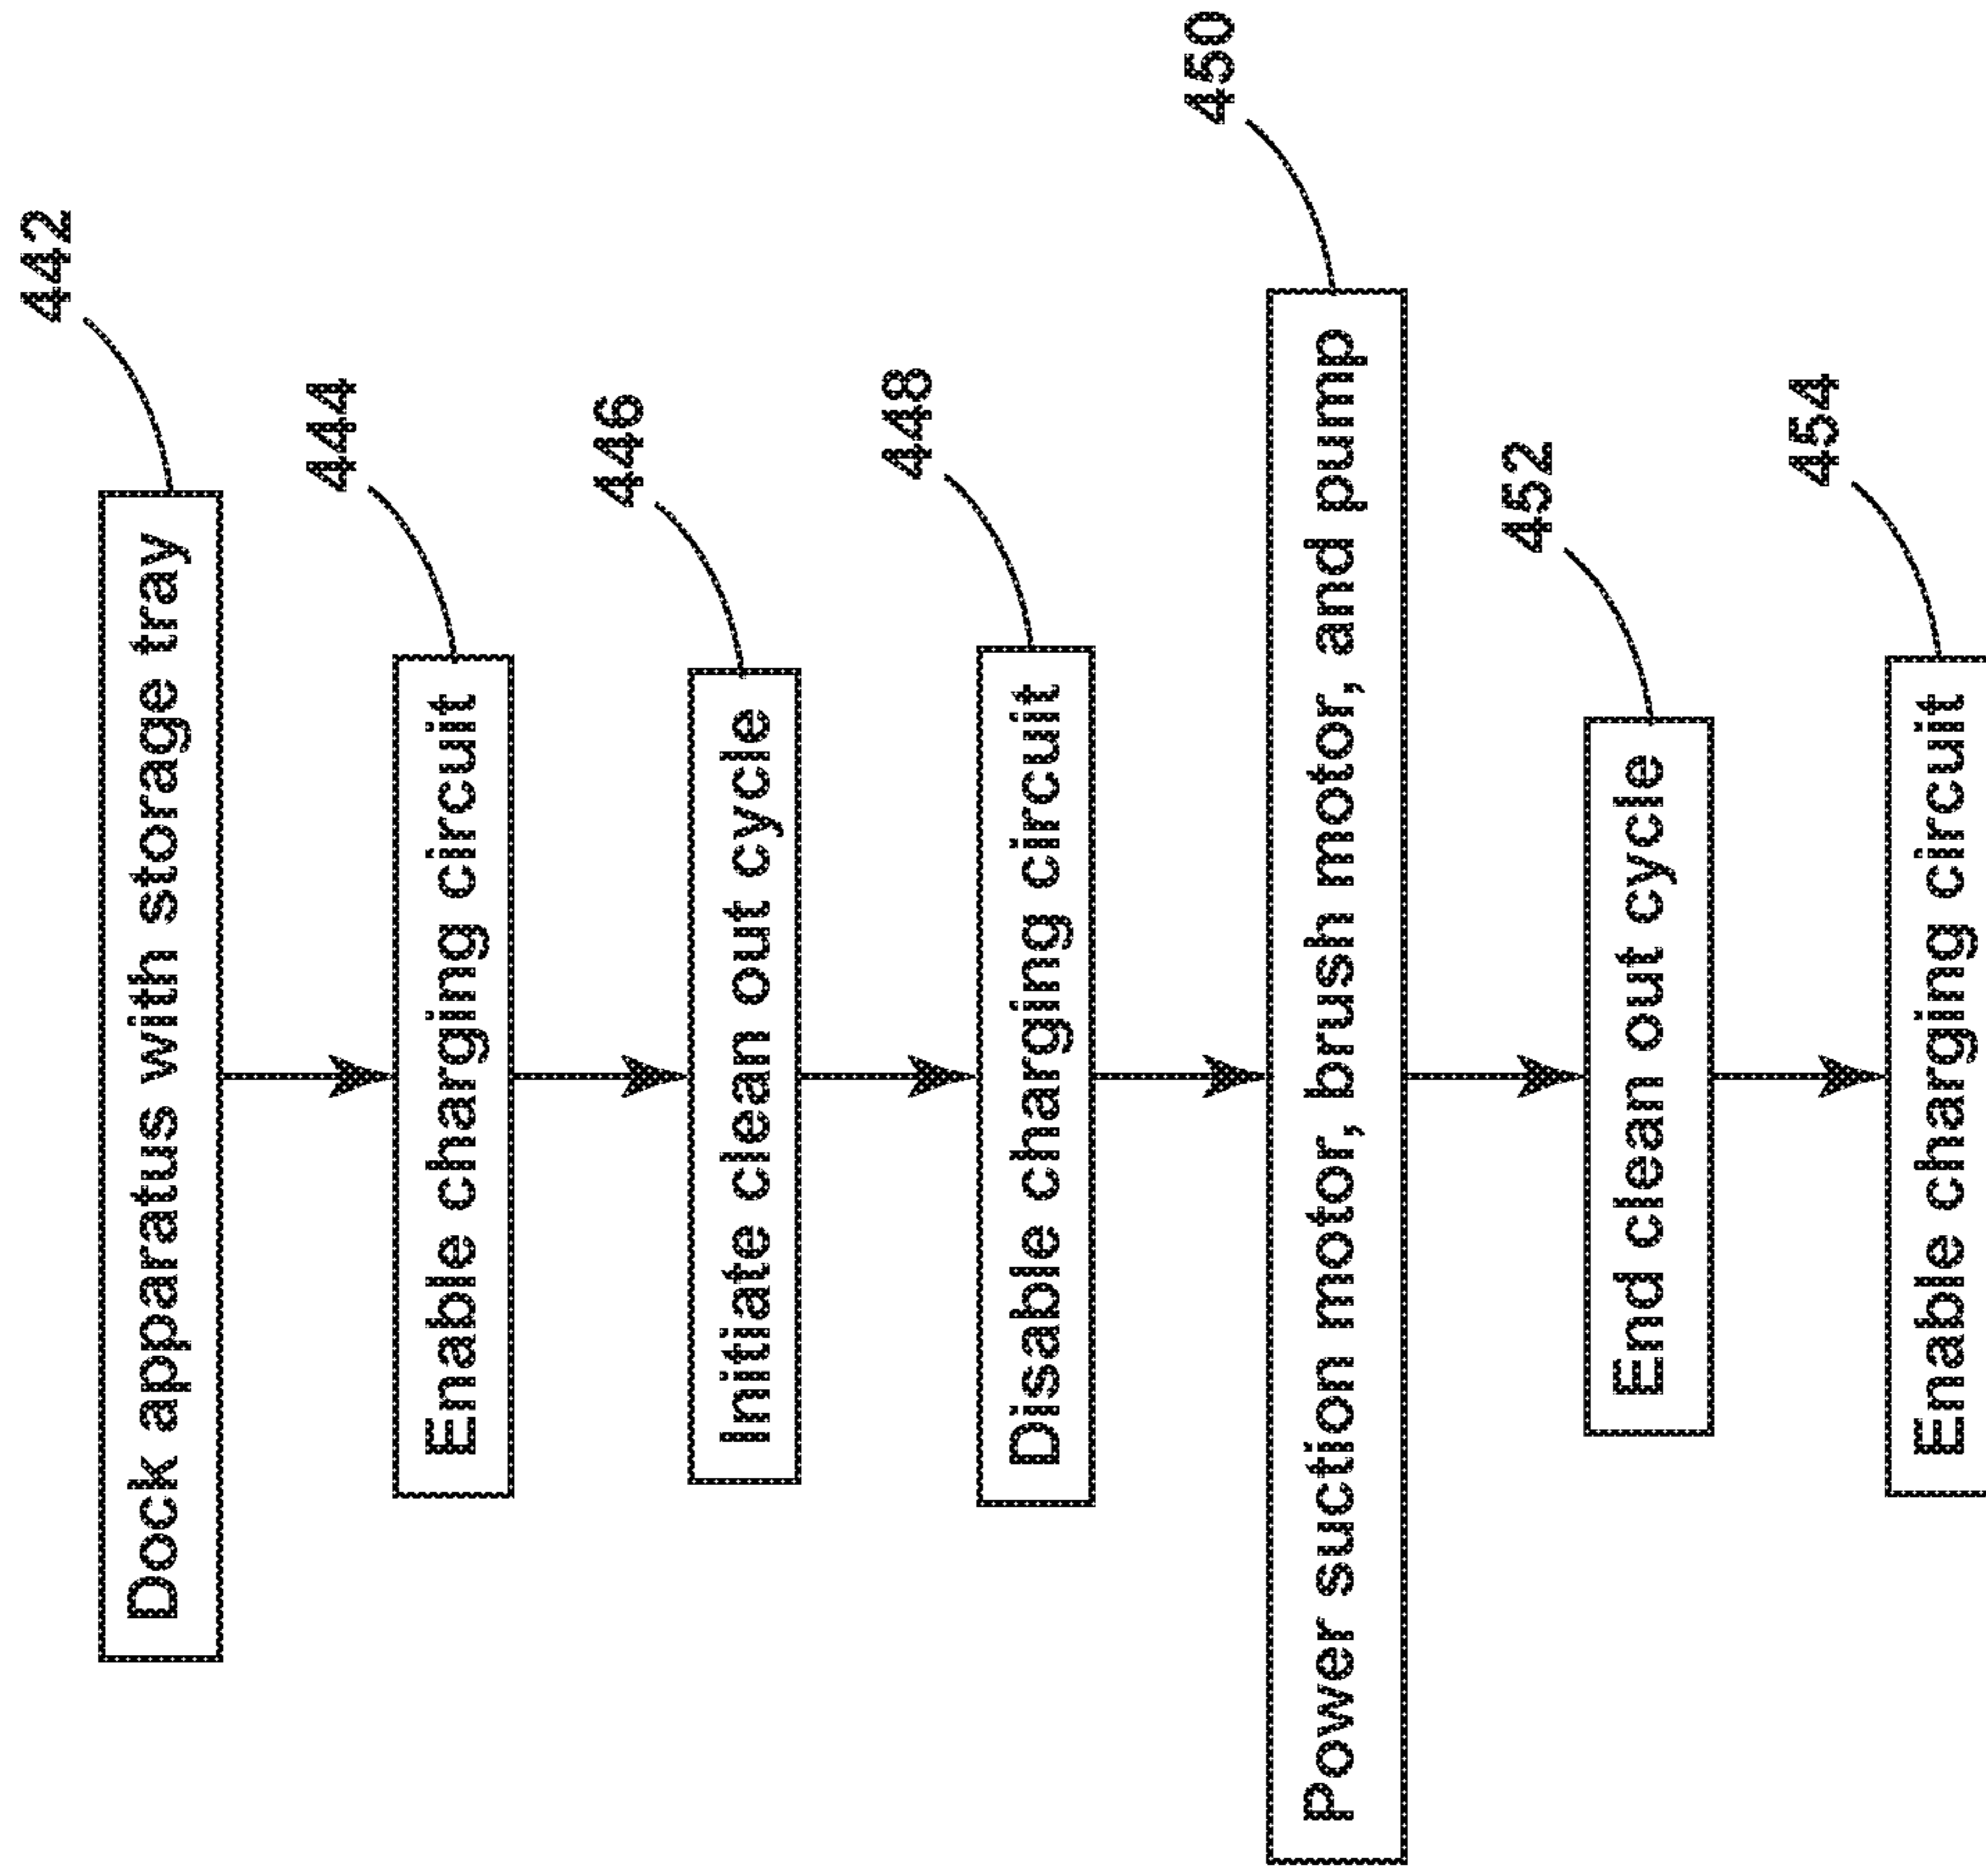 442
Dock apparatus with storage tray
444
Enable charging circuit
446
Initiate clean out cycle
448
Disable charging circuit
450
Power suction motor, brush motor, and pump
452
End clean out cycle
454
Enable charging circuit